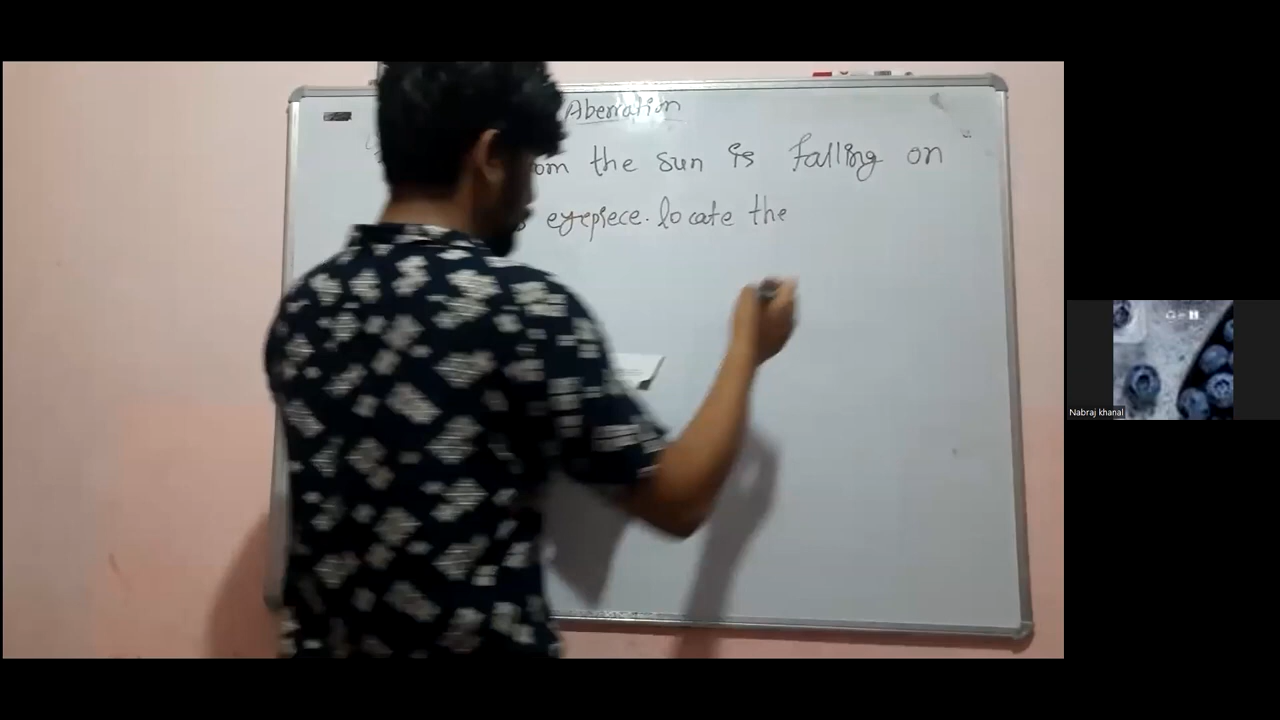 Aberration
om the sun is falling on
eyepiece. locate the
Nabraj khanal